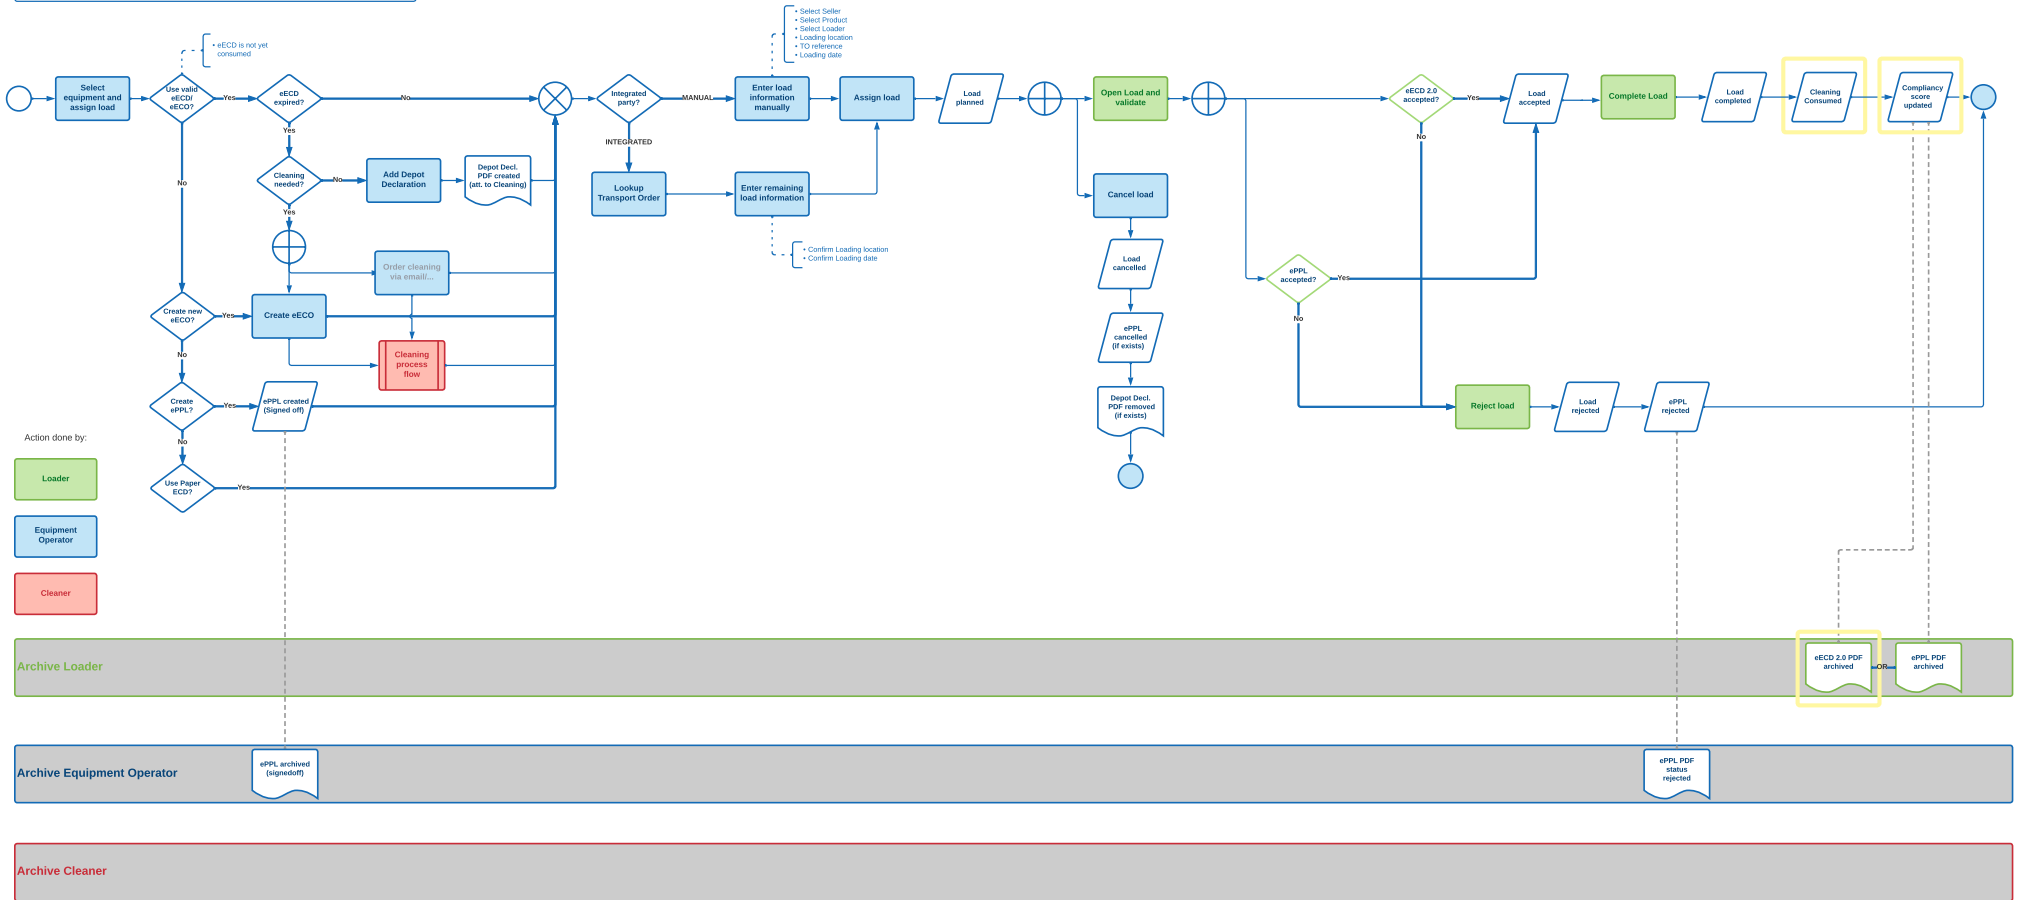 • Select Seller
• Select Product
• Select Loader
• Loading location
• TO reference
• Loading date
• eECD is not yet
consumed
Select
equipment and
assign load
Use valid
eECD/
eECO?
Yes
eECD
expired?
No
Integrated
party?
MANUAL
Enter load
information
manually
Assign load
Load
planned
Open Load and
validate
eECD 2.0
accepted?
Yes
Load
accepted
Complete Load
Load
completed
Cleaning
Consumed
Compliancy
score
updated
Yes
No
INTEGRATED
No
Cleaning
needed?
No
Add Depot
Declaration
Depot Decl.
PDF created
(att. to Cleaning)
Lookup
Transport Order
Enter remaining
load information
Cancel load
No
Yes
• Confirm Loading location
• Confirm Loading date
Order cleaning
via email/...
Load
cancelled
ePPL
accepted?
Yes
Create new
eECO?
Yes
Create eECO
No
ePPL
cancelled
(if exists)
No
Cleaning
process
flow
Create
ePPL?
Yes
ePPL created
(Signed off)
Depot Decl.
PDF removed
(if exists)
Reject load
Load
rejected
ePPL
rejected
Action done by:
No
Loader
Use Paper
ECD?
Yes
Equipment
Operator
Cleaner
Archive Loader
eECD 2.0 PDF
archived
OR
ePPL PDF
archived
Archive Equipment Operator
ePPL archived
(signedoff)
ePPL PDF
status
rejected
Archive Cleaner